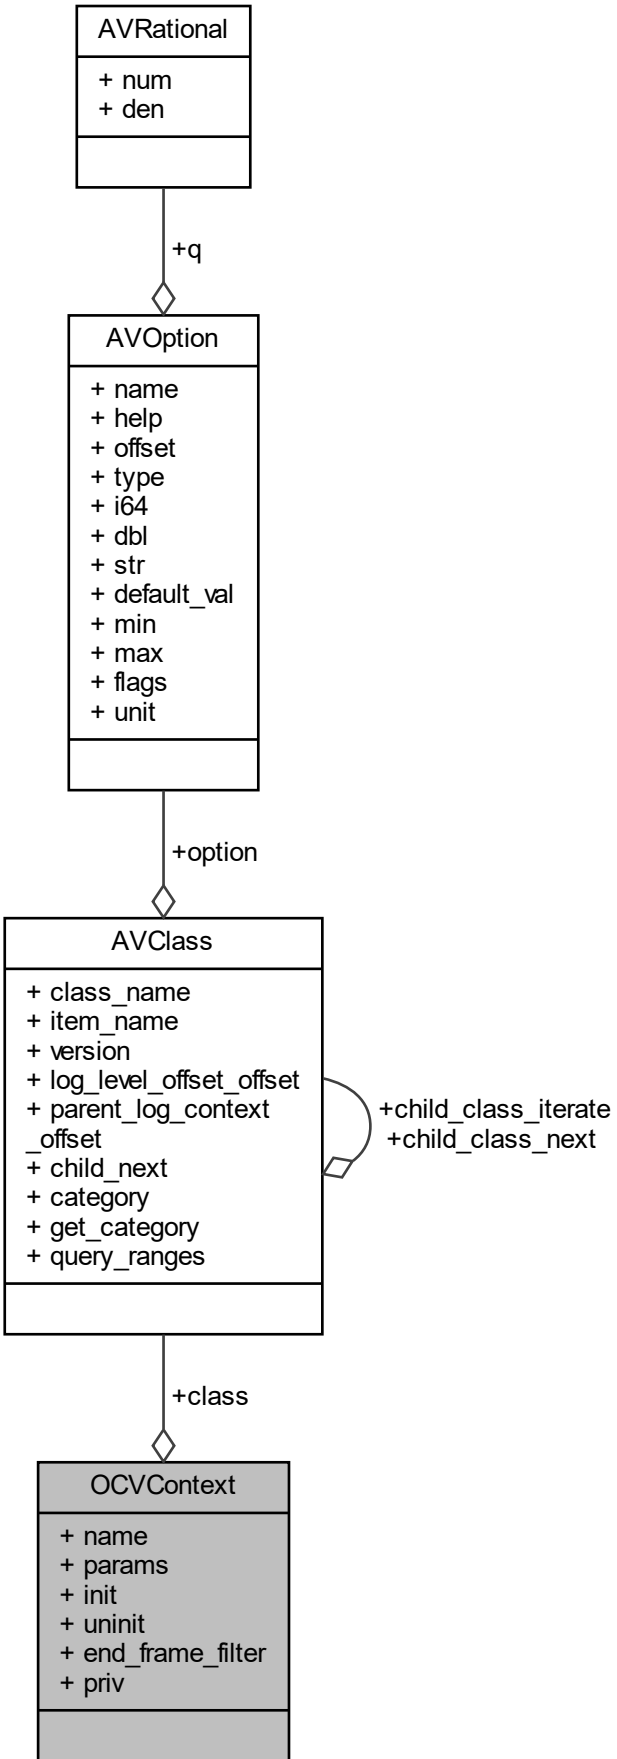 AVRational
+ num
+ den
+q
AVOption
+ name
+ help
+ offset
+ type
+ i64
+ dbl
+ str
+ default_val
+ min
+ max
+ flags
+ unit
+option
AVClass
+ class_name
+ item_name
+ version
+ log_level_offset_offset
+ parent_log_context
_offset
+ child_next
+ category
+ get_category
+ query_ranges
+child_class_iterate
+child_class_next
+class
OCVContext
+ name
+ params
+ init
+ uninit
+ end_frame_filter
+ priv